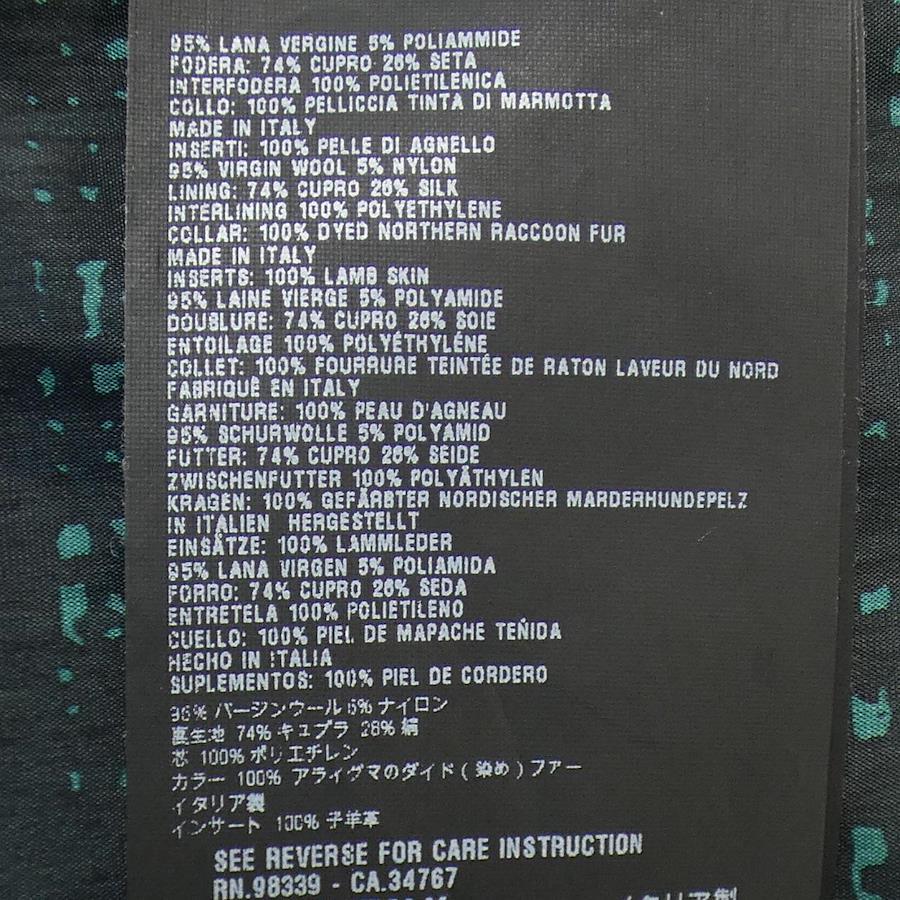 95% LANA VERGINE 5% POLIAMMIDE
FODERA: 74% CUPRO 26% SETA
INTERFODERA 100% POLIETILENICA
COLLO: 100% PELLICCIA TINTA DI MARMOTTA
MADE IN ITALY
INSERTI: 100% PELLE DI AGNELLO
95% VIRGIN WOOL 5% NYLON
LINING: 74% CUPRO 26% SILK
INTERLINING 100% POLYETHYLENE
COLLAR: 100% DYED NORTHERN RACCOON FUR
MADE IN ITALY
INSERTS: 100% LAMB SKIN
95% LAINE VIERGE 5% POLYAMIDE
DOUBLURE: 74% CUPRO 26% SOIE
ENTOILAGE 100% POLYÉTHYLÉNE
COLLET: 100% FOURRURE TEINTÉE DE RATON LAVEUR DU NORD
FABRIQUÈ EN ITALY
GARNITURE: 100% PEAU D'AGNEAU
95% SCHURWOLLE 5% POLYAMID
FUTTER: 74% CUPRO 26% SEIDE
ZWISCHENFUTTER 100% POLYÄTHYLEN
KRAGEN: 100% GEFÄRBTER NORDISCHER MARDERHUNDEPELZ
IN ITALIEN HERGESTELLT
EINSÄTZE: 100% LAMMLEDER
95% LANA VIRGEN 5% POLIAMIDA
FORRO: 74% CUPRO 26% SEDA
ENTRETELA 100% POLIETILENO
CUELLO: 100% PIEL DE MAPACHE TEÑIDA
HECHO IN ITALIA
SUPLEMENTOS: 100% PIEL DE CORDERO
95% バージンウール 5% ナイロン
裏生地 74% キュプラ 26% 絹
芯 100% ポリエチレン
カラー 100% アライグマのダイド ( 染め ) ファー
イタリア製
インサート 100% 子羊革
SEE REVERSE FOR CARE INSTRUCTION
RN.98339 - CA.34767
イタリア製